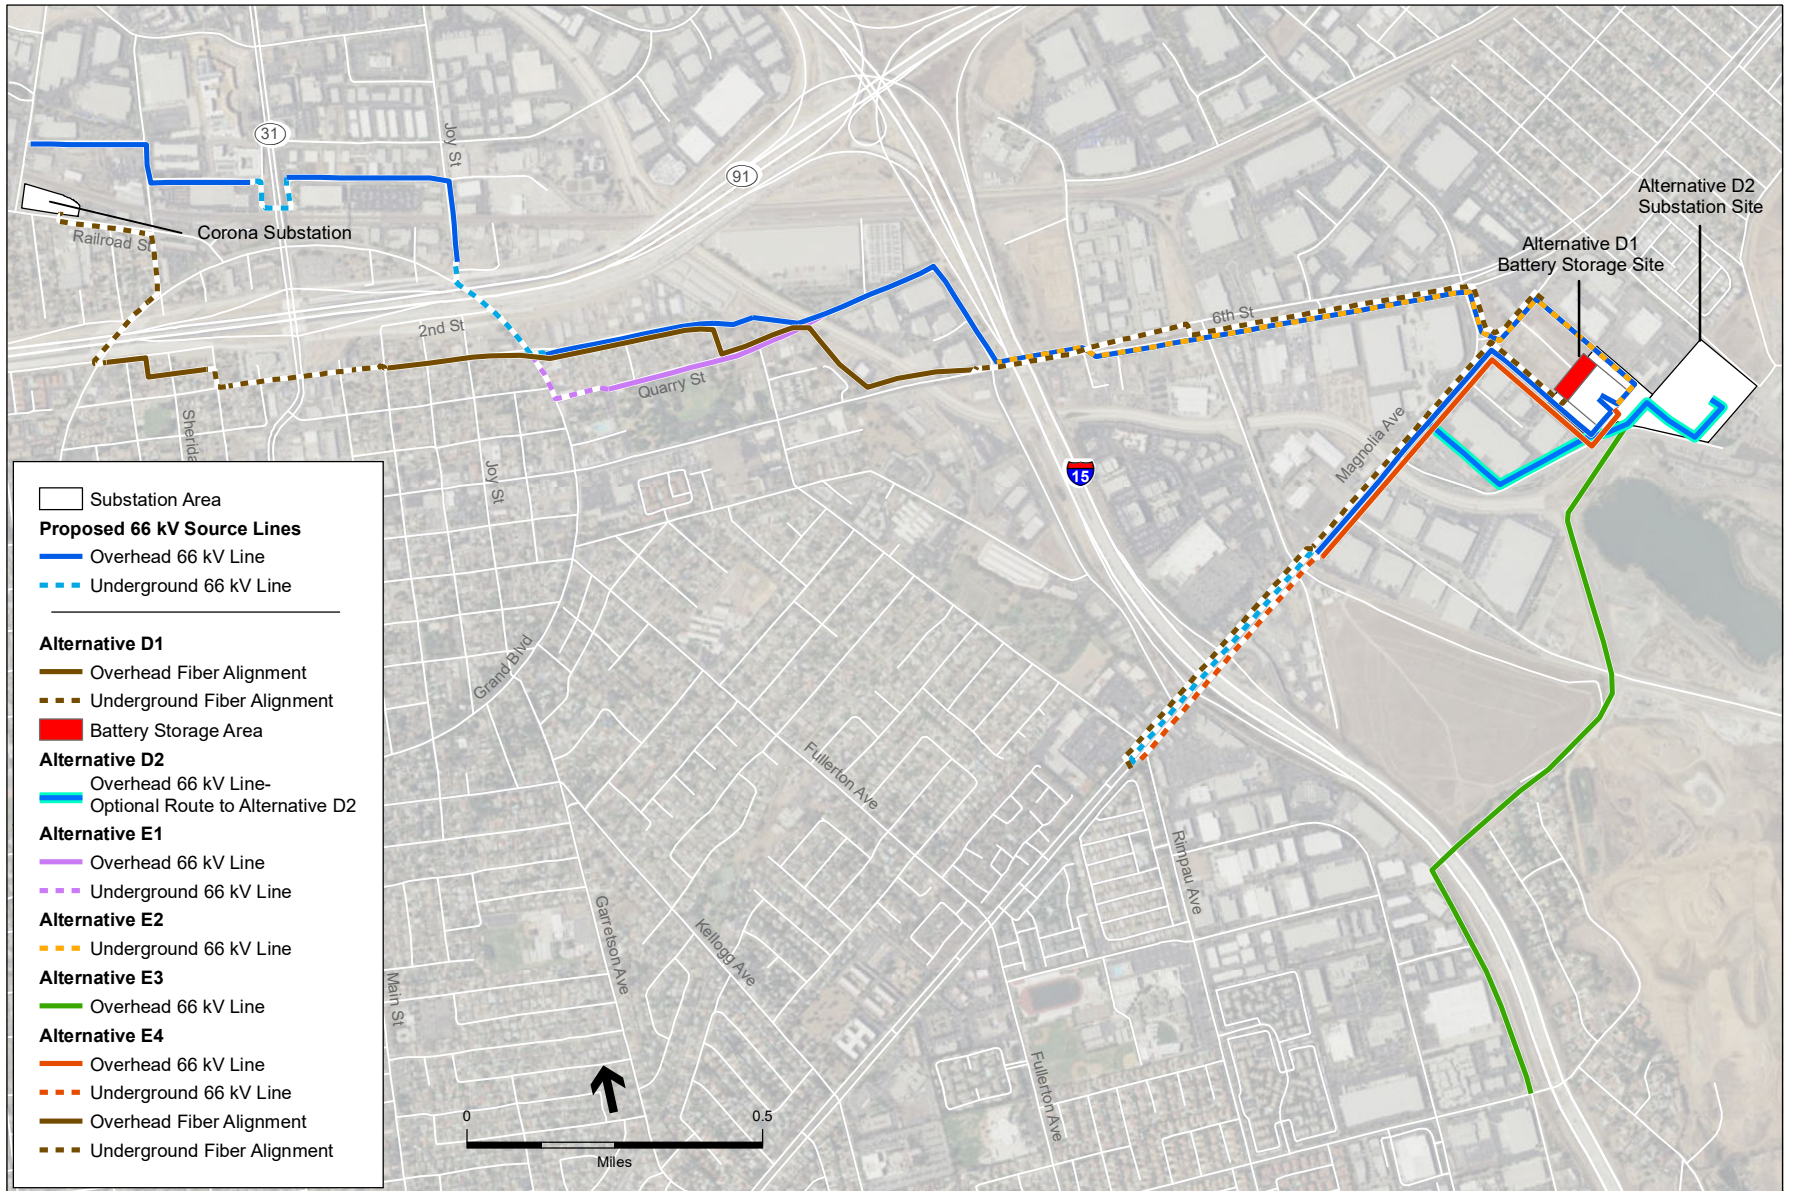 31
Joy St
91
Corona Substation
Railroad St
2nd St
Quarry St
6th St
Alternative D2
Substation Site
Alternative D1
Battery Storage Site
Magnolia Ave
15
Sherida
Joy St
Grand Blvd
Fullerton Ave
Rimpau Ave
Garretson Ave
Kellogg Ave
Main St
Fullerton Ave
Substation Area
Proposed 66 kV Source Lines
Overhead 66 kV Line
Underground 66 kV Line
Alternative D1
Overhead Fiber Alignment
Underground Fiber Alignment
Battery Storage Area
Alternative D2
Overhead 66 kV Line-
Optional Route to Alternative D2
Alternative E1
Overhead 66 kV Line
Underground 66 kV Line
Alternative E2
Underground 66 kV Line
Alternative E3
Overhead 66 kV Line
Alternative E4
Overhead 66 kV Line
Underground 66 kV Line
Overhead Fiber Alignment
Underground Fiber Alignment
0 0.5
Miles